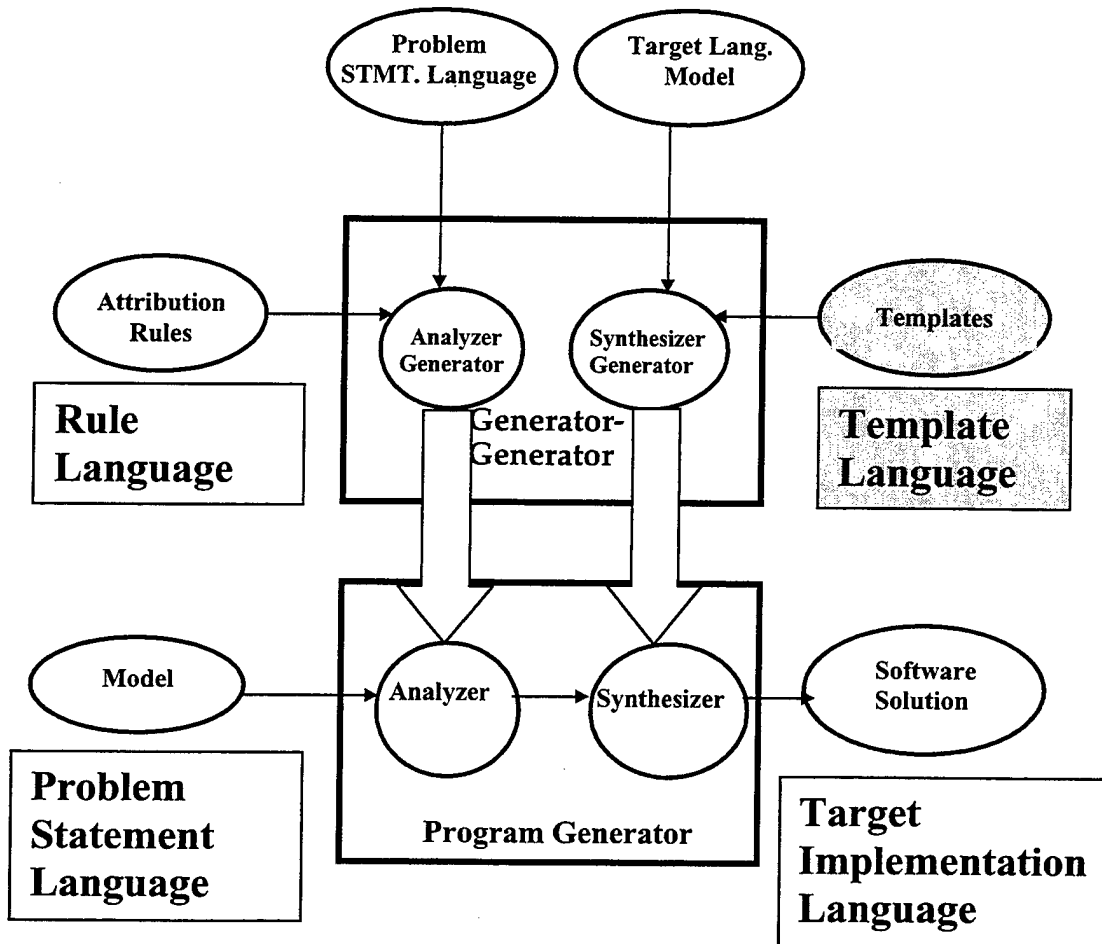 Problem
STMT. Language
Target Lang.
Model
Attribution
Rules
Analyzer
Generator
Synthesizer
Generator
Templates
Rule
Language
Generator-
Generator
Template
Language
Model
Analyzer
Synthesizer
Software
Solution
Problem
Statement
Language
Program Generator
Target
Implementation
Language